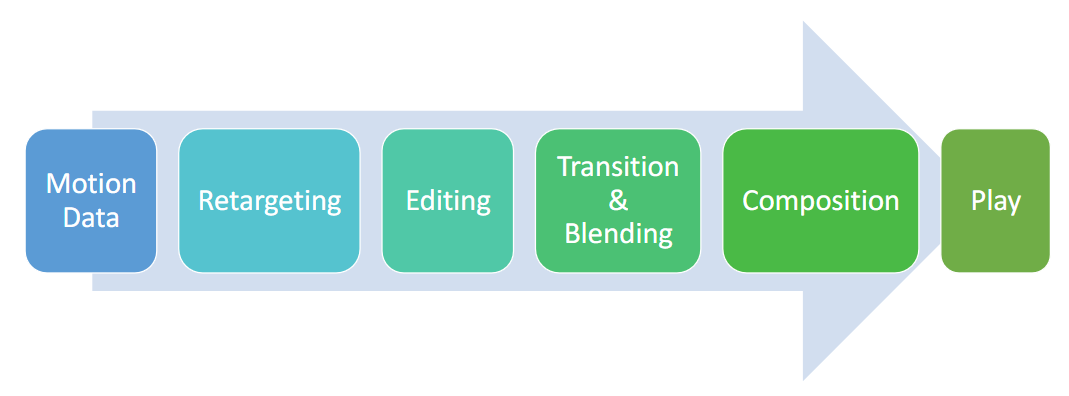 Motion
Data
Retargeting
Editing
Transition
&
Blending
Composition
Play